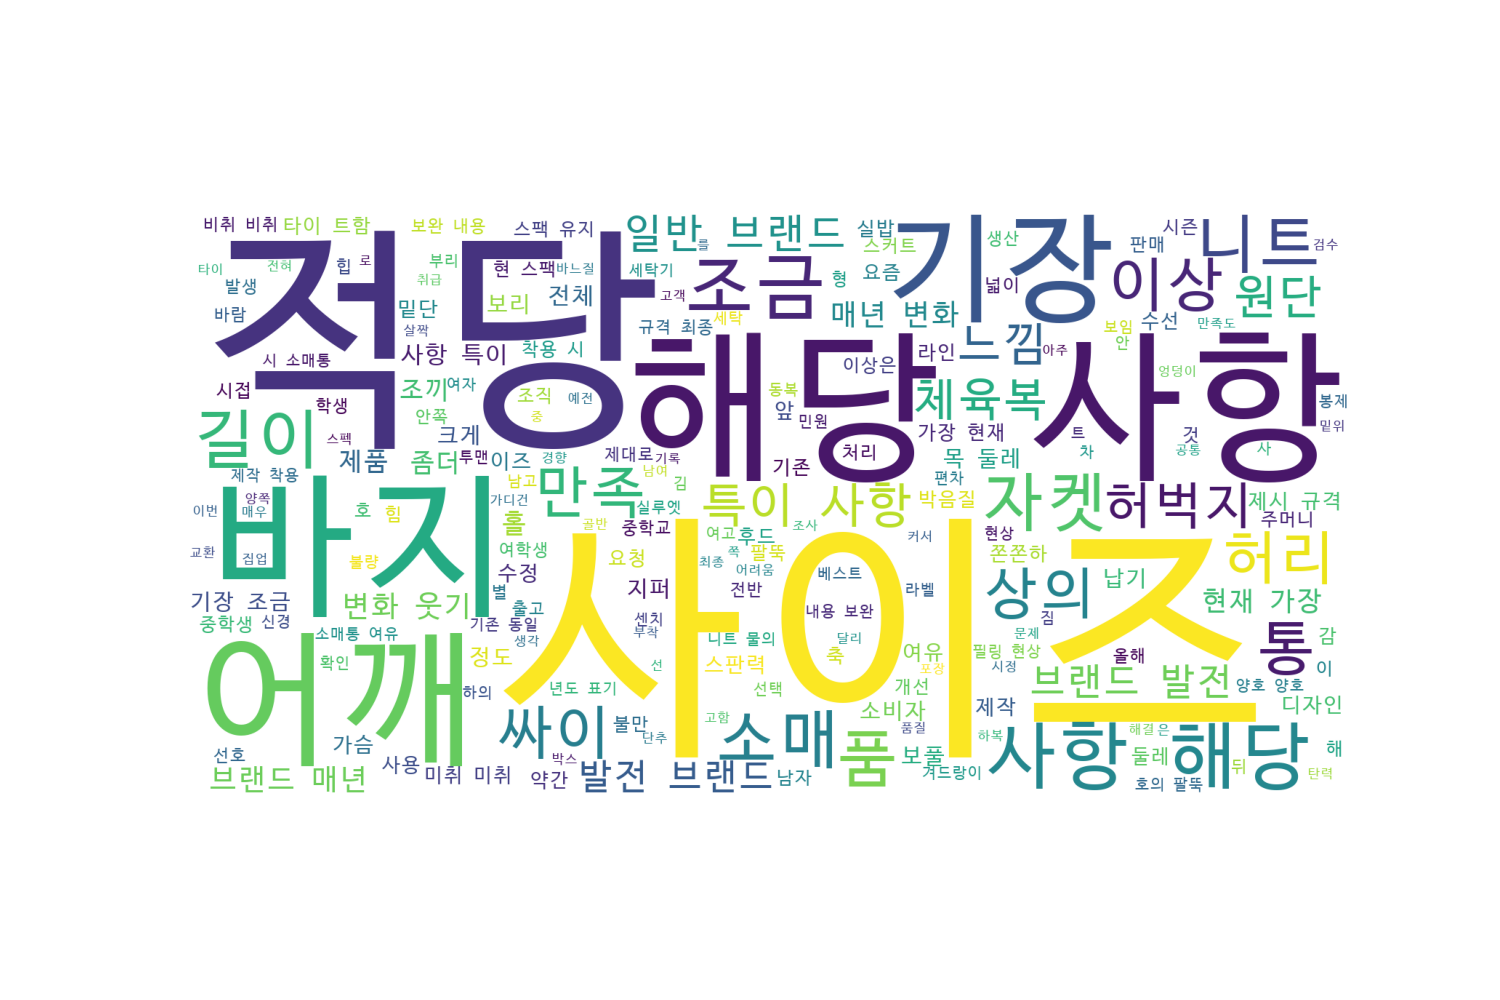 비취 비취 타이 트함 보완 내용 스팩 유지 일반 브랜드 실밥 기장 시즌 니트
를 스커트 생산 판매 검수
타이 전혀 힙 로 부리 현 스팩 바느질 세탁기 조금 형 요즘 넓이 이상 원단
발생 적당 취급 보리 전체 고객
바람 밑단 살짝 규격 최종 세탁 매년 변화 보임 수선 만족도
시 소매통 사항 특이 착용 시 해당 이상은 라인 느낌 아주 안 사항 엉덩이
시접 학생 조끼 여자 조직 예전 동복 체육복 봉제
길이 안쪽 중 앞 민원 가장 현재 트 것 밑위
스펙 크게 투맨 이즈 경향 제대로 기록 기존 처리 목 둘레 차 공통 사
제작 착용 제품 좀더 남고 만족 남여 김 편차
이번 양쪽 매우 바지 호 힘 가디건 홀 실루엣 특이 사항 박음질 자켓 허벅지 제시 규격
교환 집업 불량 여학생 골반 중학교 여고 후드 조사 커서 현상 주머니
수정 요청 최종 쪽 팔뚝 쫀쫀하 허리
기장 조금 변화 웃기 별 출고 지퍼 어려움 전반 베스트 라벨 상의 납기 현재 가장
중학생 신경 기존 동일 센치 내용 보완 짐
소매통 여유 생각 부착 니트 물의 달리 문제 통 감
어깨 확인 정도 사이즈 선 스판력 축 여유 필링 현상 시정 올해 이
하의 년도 표기 선택 포장 개선 브랜드 발전 양호 양호
싸이 불만 고함 소매 소비자 품질 제작 디자인
선호 가슴 단추 품 보풀 하복 사항 해당 해결 은 해
브랜드 매년 사용 미취 미취 약간 박스 발전 브랜드 남자 겨드랑이 둘레 호의 팔뚝 뒤 탄력